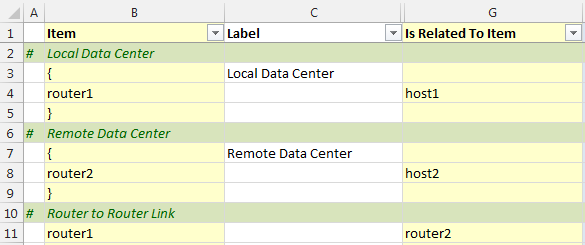 A B C G
1 Item Label Is Related To Item
2 # Local Data Center
3 { Local Data Center
4 router1 host1
5 }
6 # Remote Data Center
7 { Remote Data Center
8 router2 host2
9 }
10 # Router to Router Link
11 router1 router2